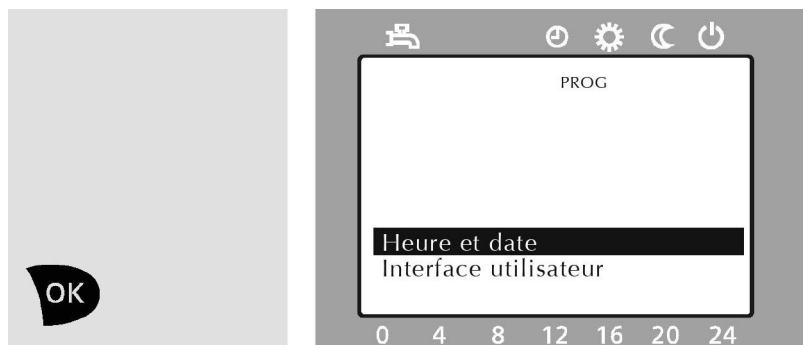 OK
PROG
Heure et date
Interface utilisateur
0 4 8 12 16 20 24